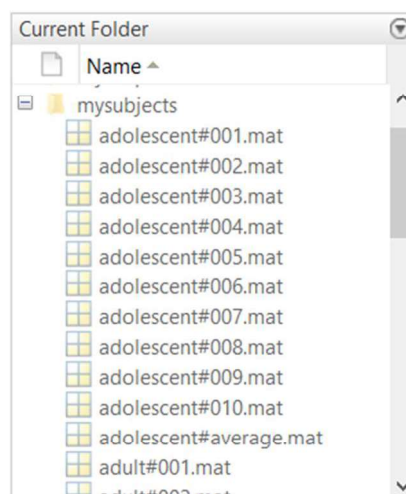 Current Folder
Name
mysubjects
adolescent#001.mat
adolescent#002.mat
adolescent#003.mat
adolescent#004.mat
adolescent#005.mat
adolescent#006.mat
adolescent#007.mat
adolescent#008.mat
adolescent#009.mat
adolescent#010.mat
adolescent#average.mat
adult#001.mat